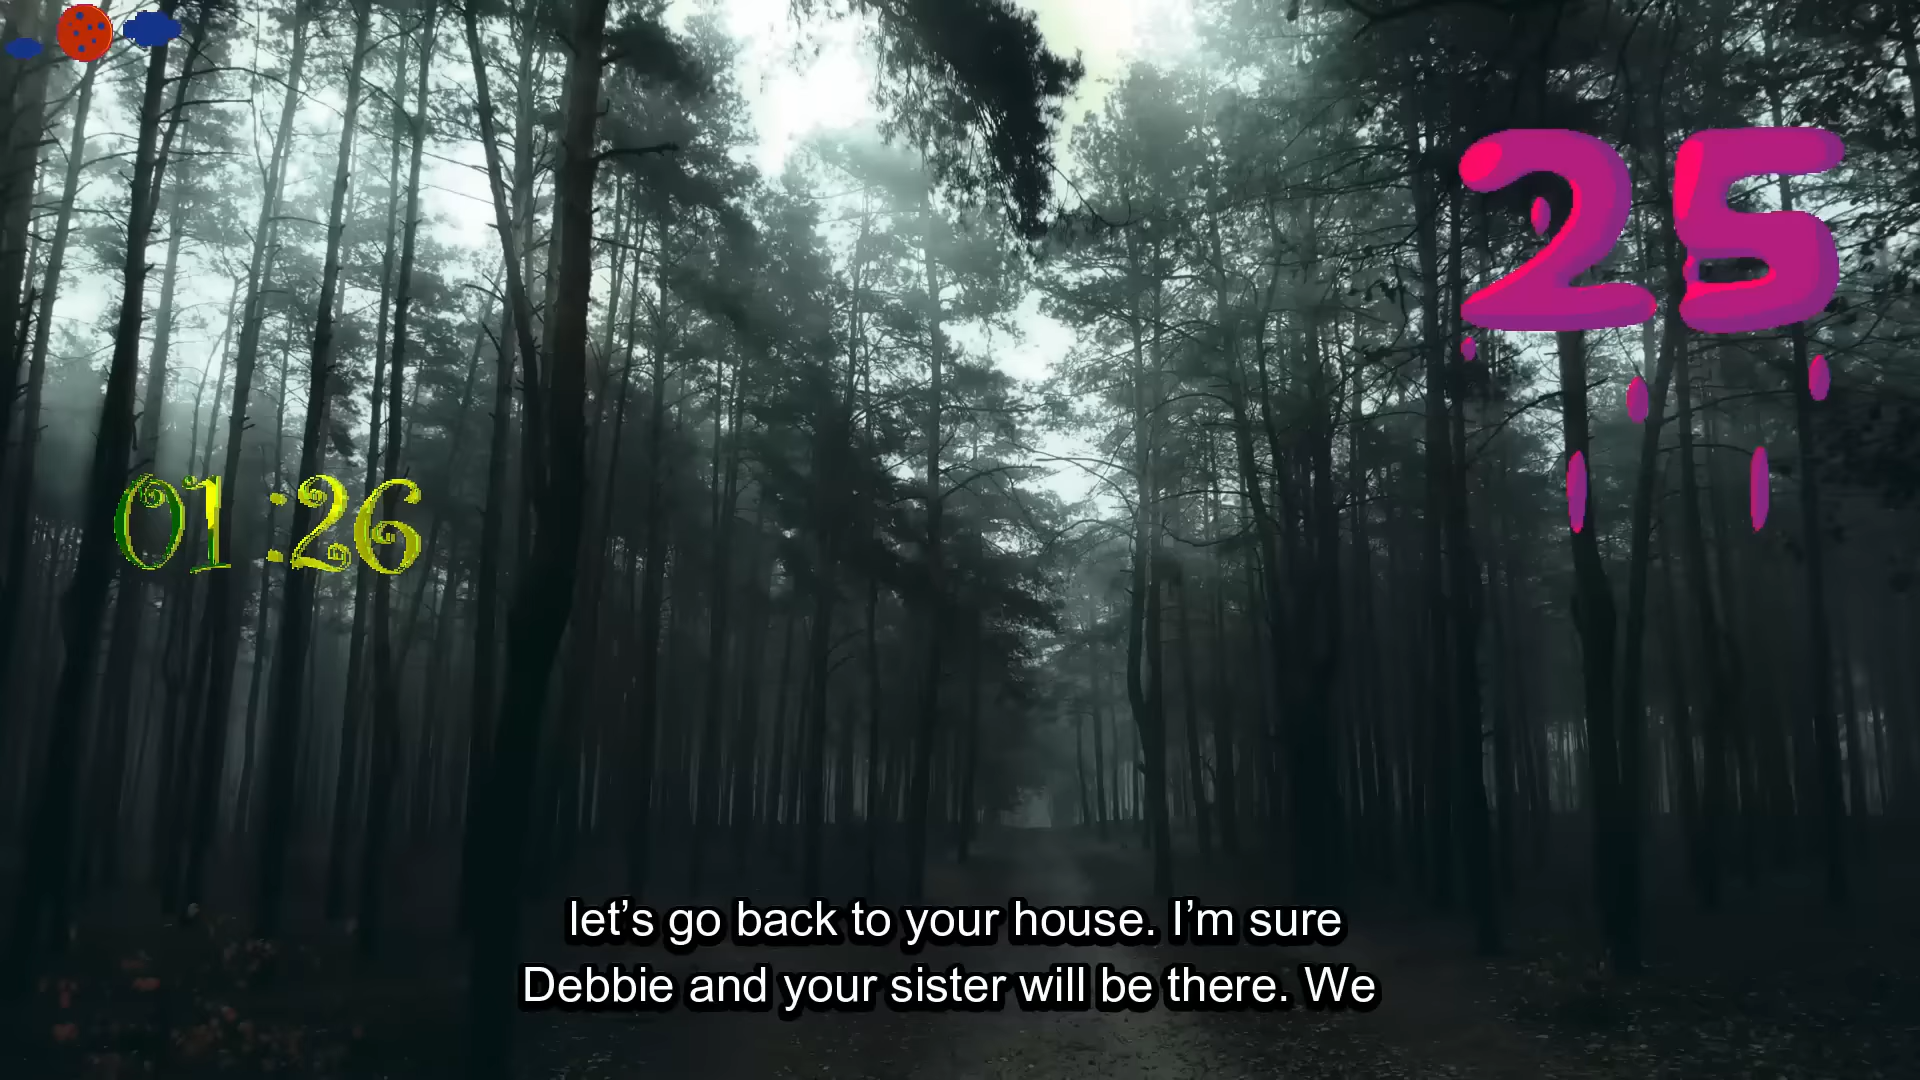 25
01:26
let’s go back to your house. I’m sure
Debbie and your sister will be there. We